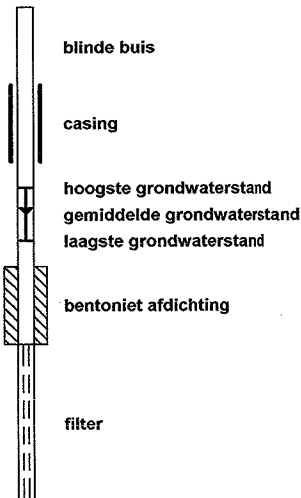 blinde buis
casing
hoogste grondwaterstand
gemiddelde grondwaterstand
laagste grondwaterstand
bentoniet afdichting
filter